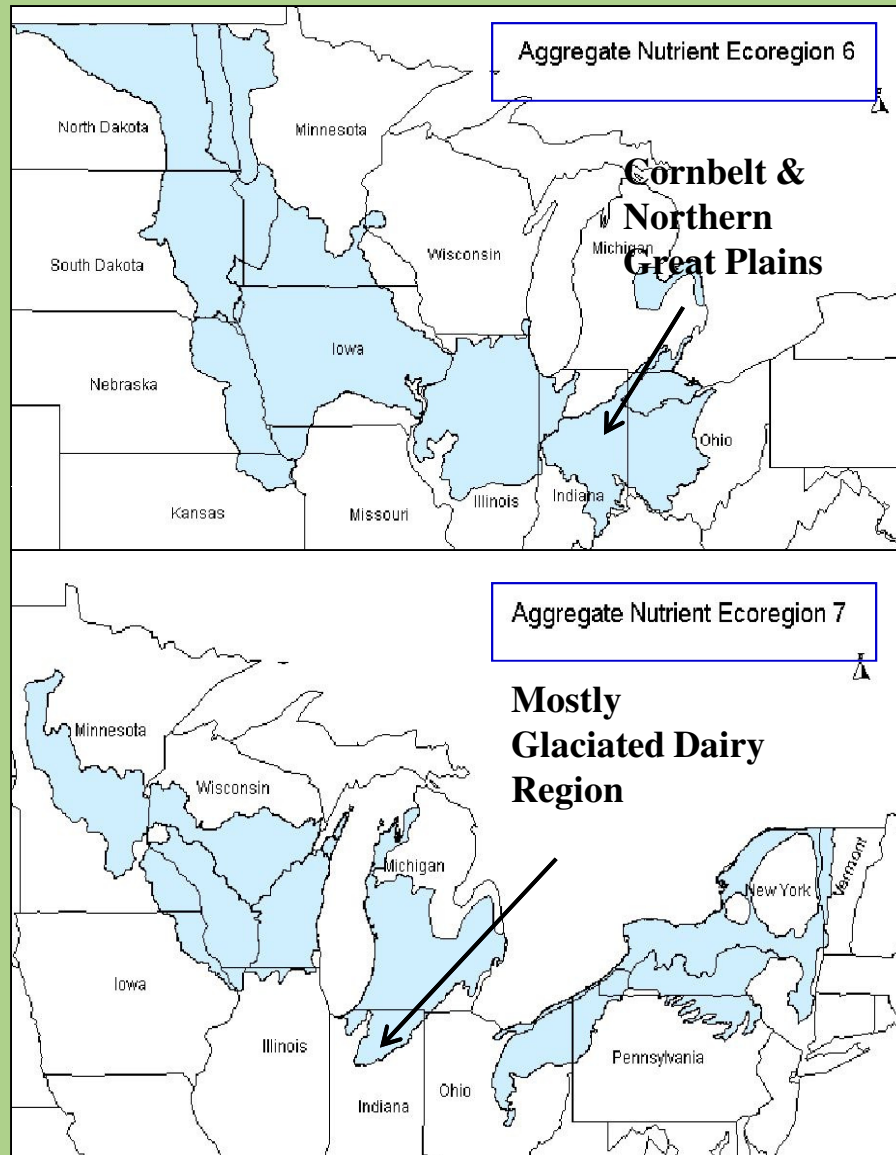 Aggregate Nutrient Ecoregion 6
North Dakota
Minnesota
Cornbelt &
Northern
Great Plains
Wisconsin
Michigan
South Dakota
Iowa
Nebraska
Ohio
Illinois
Indiana
Kansas
Missouri
Aggregate Nutrient Ecoregion 7
Mostly
Glaciated Dairy
Region
Minnesota
Wisconsin
Michigan
New York
Vermont
Iowa
Illinois
Pennsylvania
Indiana
Ohio